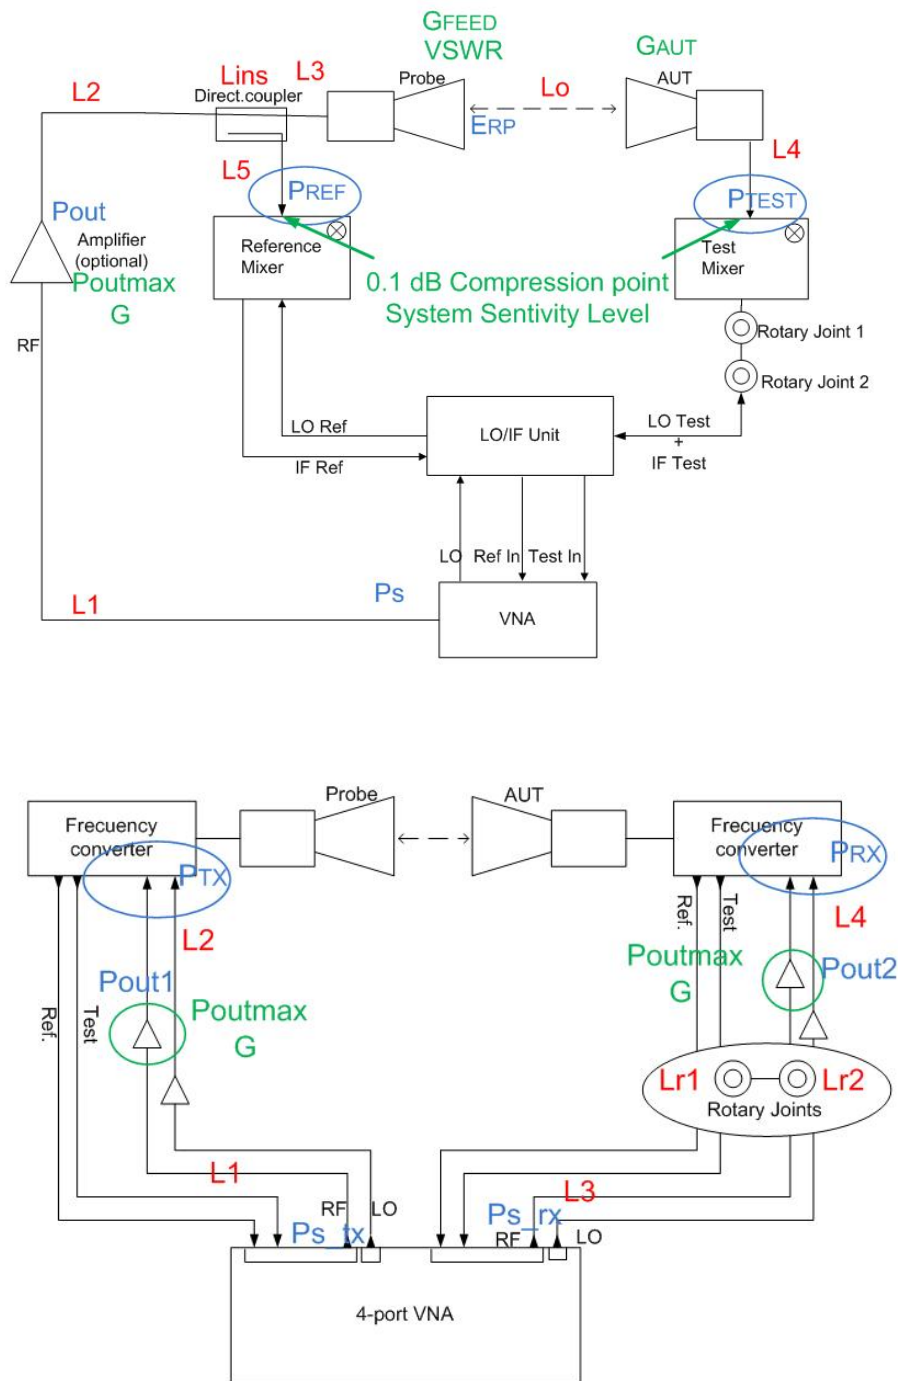 GFEED
VSWR
GAUT
Lins
L3
Probe
Lo
AUT
L2
Direct.coupler
ERP
L5
L4
PREF
PTEST
Pout
Amplifier
(optional)
Poutmax
G
Reference
Mixer
Test
Mixer
0.1 dB Compression point
System Sentivity Level
RF
Rotary Joint 1
Rotary Joint 2
LO Ref
IF Ref
LO/IF Unit
LO Test
+
IF Test
LO
Ref In
Test In
L1
Ps
VNA
Probe
AUT
Frecuency
converter
Frecuency
converter
PTX
PRX
Ref.
Test
L2
L4
Pout1
Poutmax
G
Poutmax
G
Pout2
Ref.
Test
Lr1
Lr2
Rotary Joints
L1
L3
RF
LO
Ps_tx
Ps_rx
RF
LO
4-port VNA